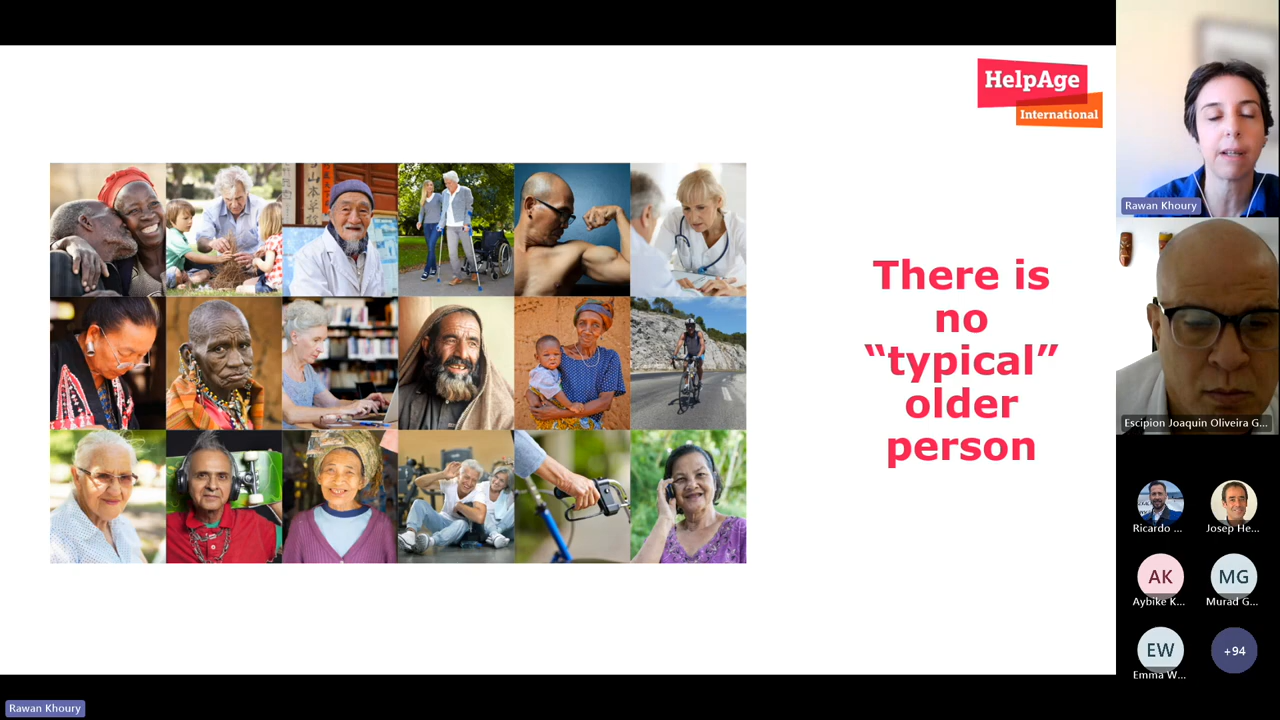 HelpAge
International
There is
no
“typical”
older
person
Rawan Khoury
Escipion Joaquin Oliveira G...
Ricardo ...
Josep He...
AK
MG
Aybike K...
Murad G...
EW
+94
Emma W...
Rawan Khoury